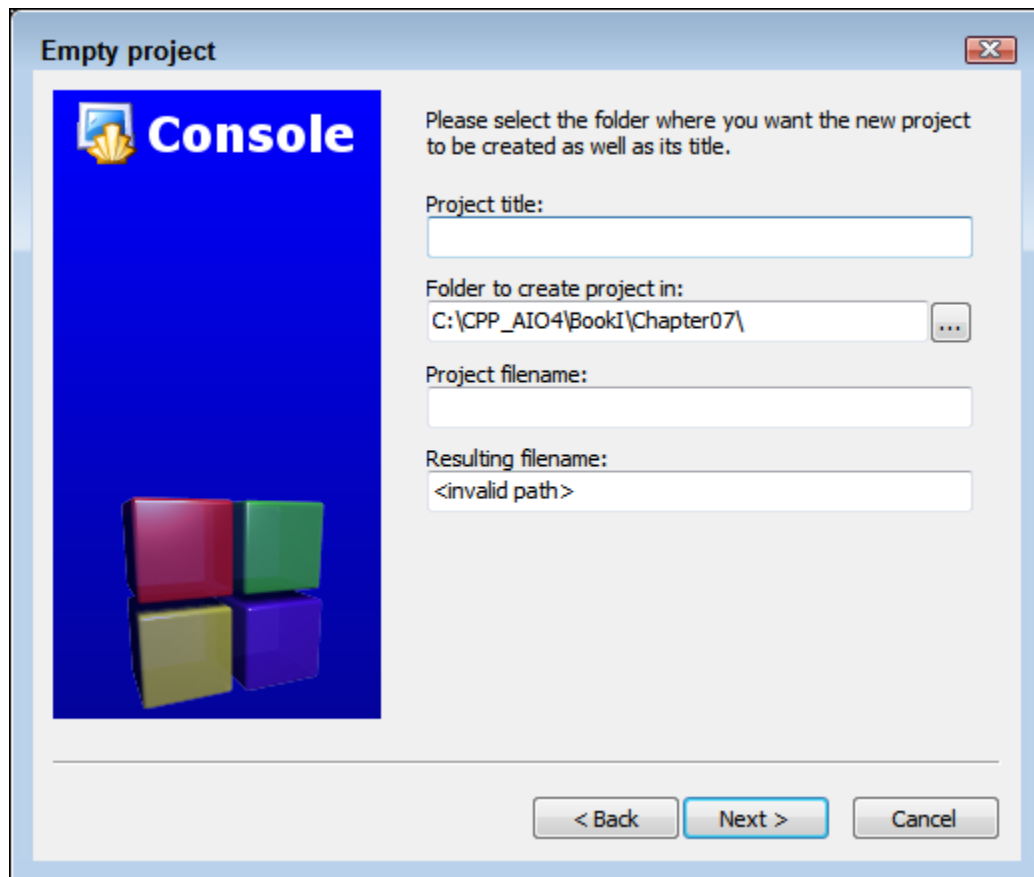 Empty project
Console
Please select the folder where you want the new project
to be created as well as its title.
Project title:
Folder to create project in:
C:\CPP_AIO4\BookI\Chapter07\
...
Project filename:
Resulting filename:
<invalid path>
< Back
Next >
Cancel